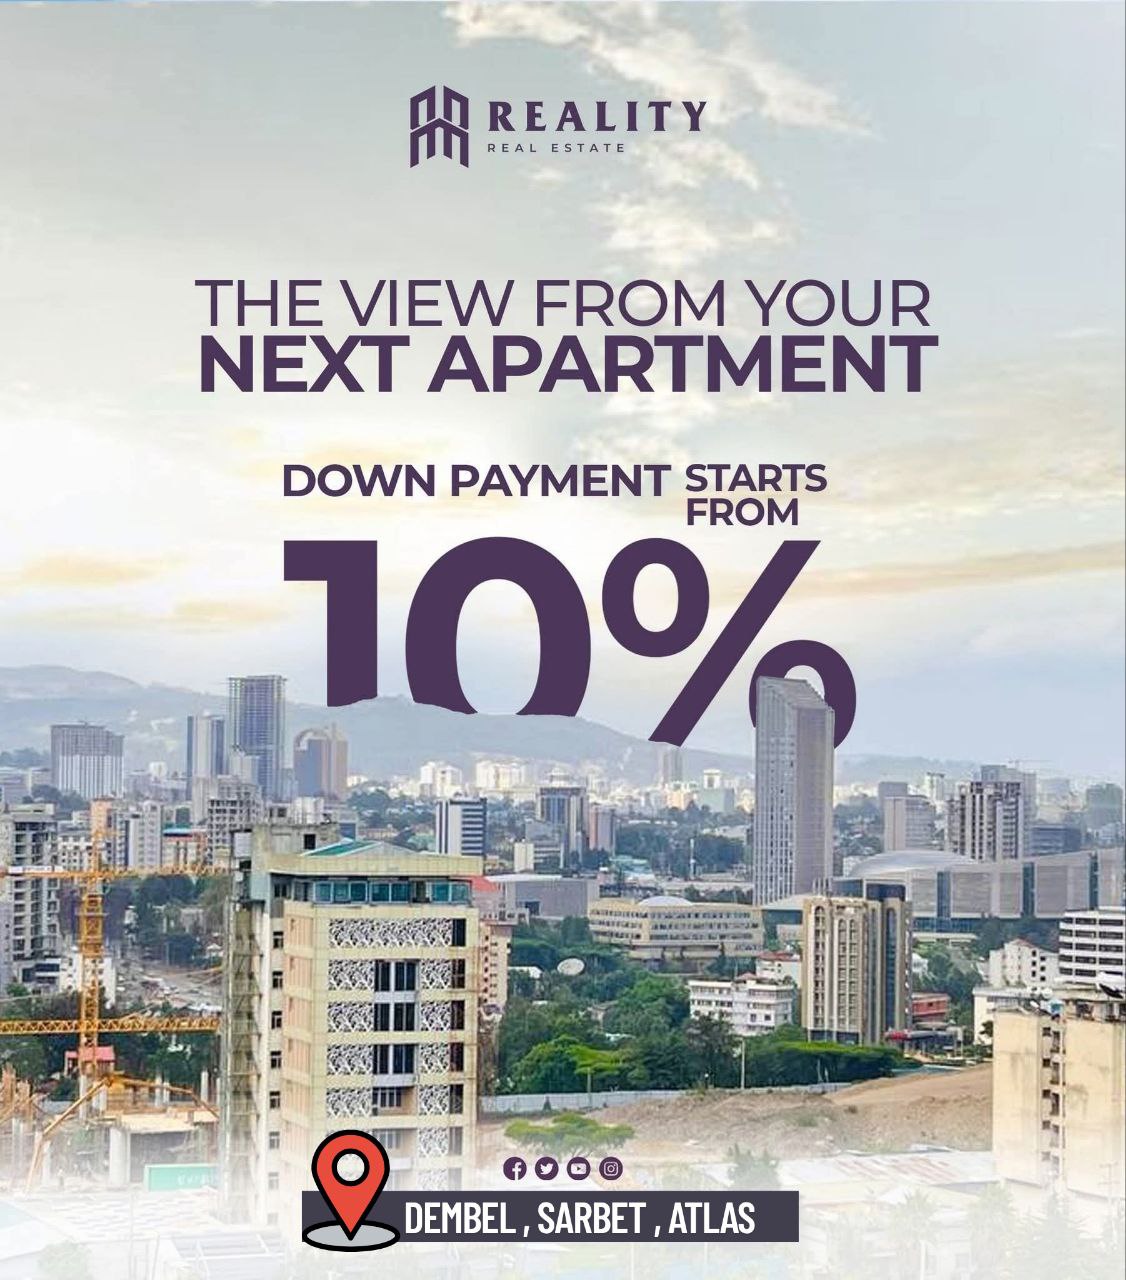 REALITY
REAL ESTATE
THE VIEW FROM YOUR
NEXT APARTMENT
DOWN PAYMENT STARTS
FROM
10%
DEMBEL , SARBET , ATLAS